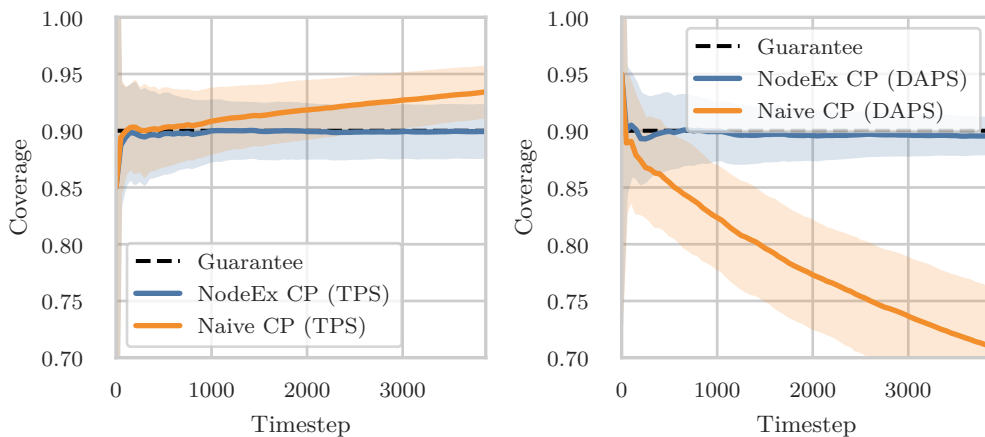 1.00
0.95
0.90
0.85
0.80
0.75
0.70
Coverage
Guarantee
NodeEx CP (TPS)
Naive CP (TPS)
0
1000
2000
3000
Timestep
1.00
0.95
0.90
0.85
0.80
0.75
0.70
Coverage
Guarantee
NodeEx CP (DAPS)
Naive CP (DAPS)
0
1000
2000
3000
Timestep